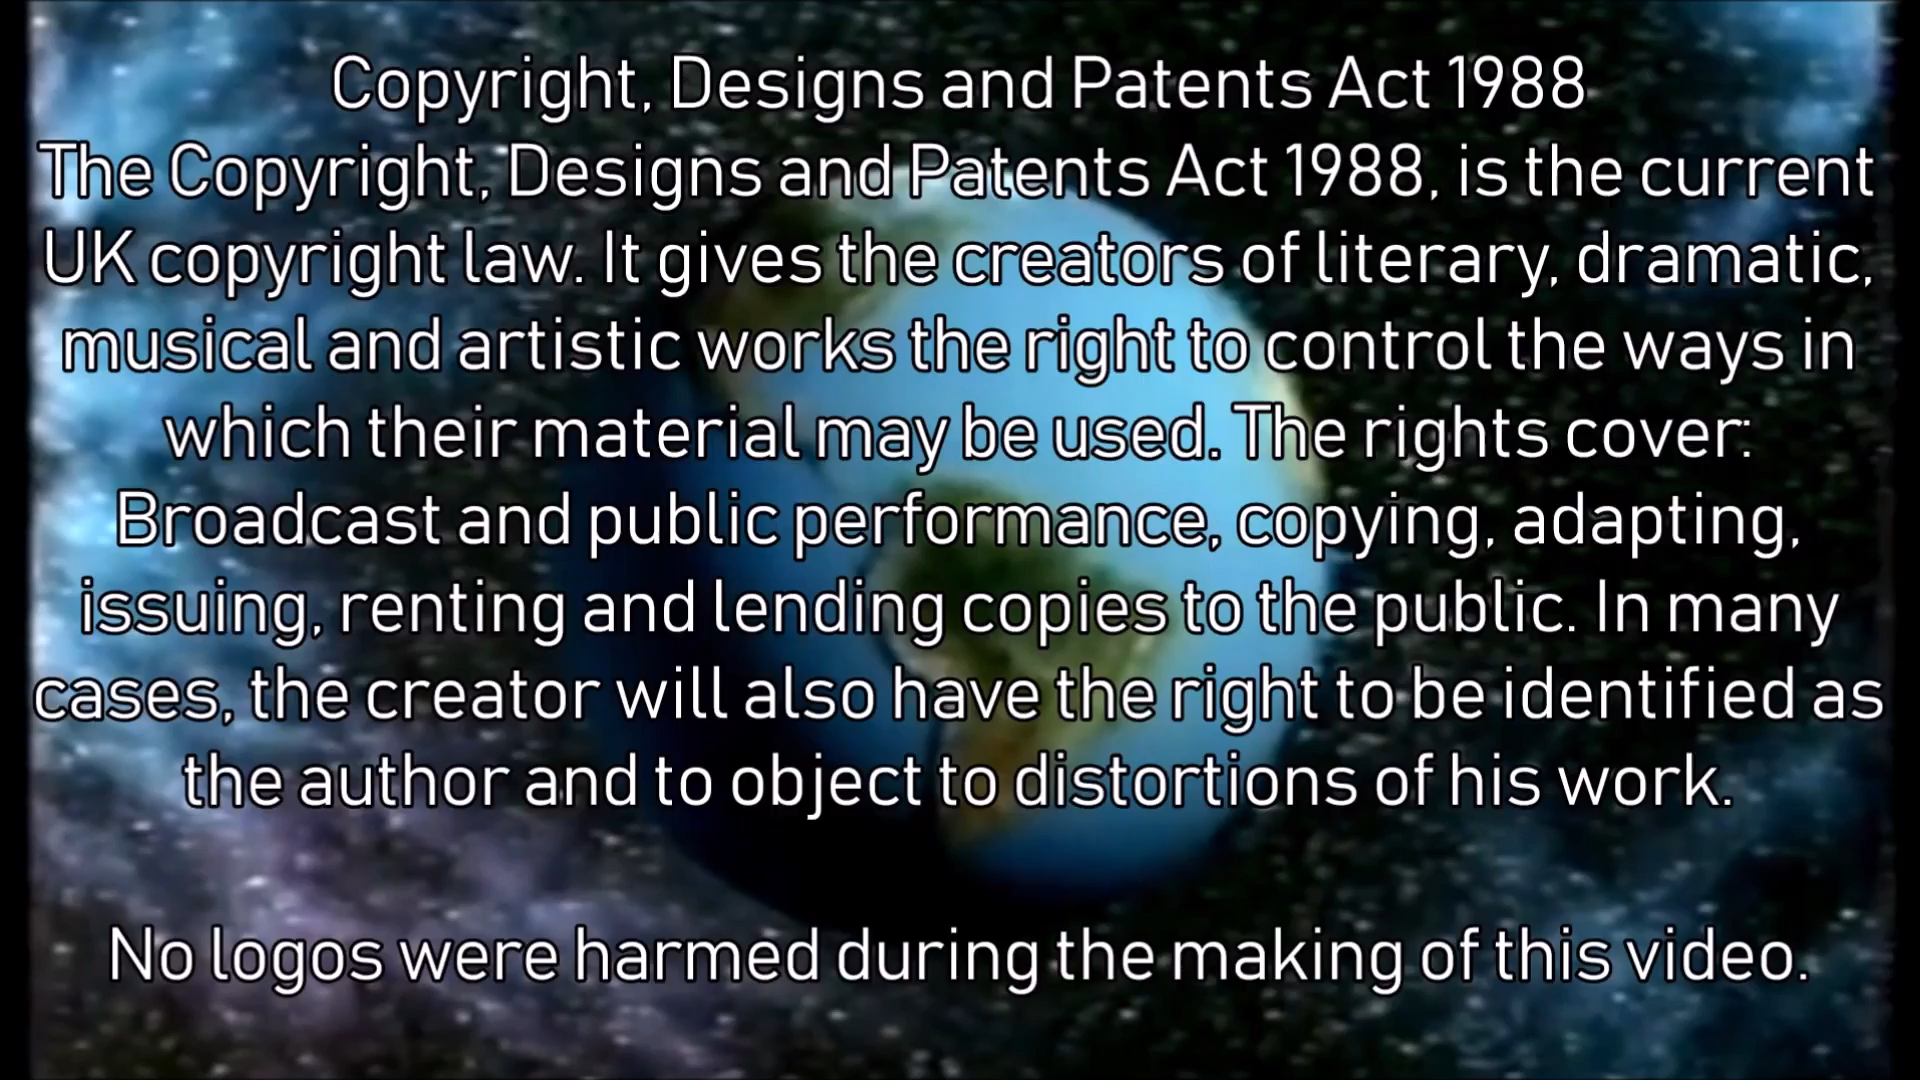 Copyright, Designs and Patents Act 1988
The Copyright, Designs and Patents Act 1988, is the current
UK copyright law. It gives the creators of literary, dramatic,
musical and artistic works the right to control the ways in
which their material may be used. The rights cover:
Broadcast and public performance, copying, adapting,
issuing, renting and lending copies to the public. In many
cases, the creator will also have the right to be identified as
the author and to object to distortions of his work.
No logos were harmed during the making of this video.